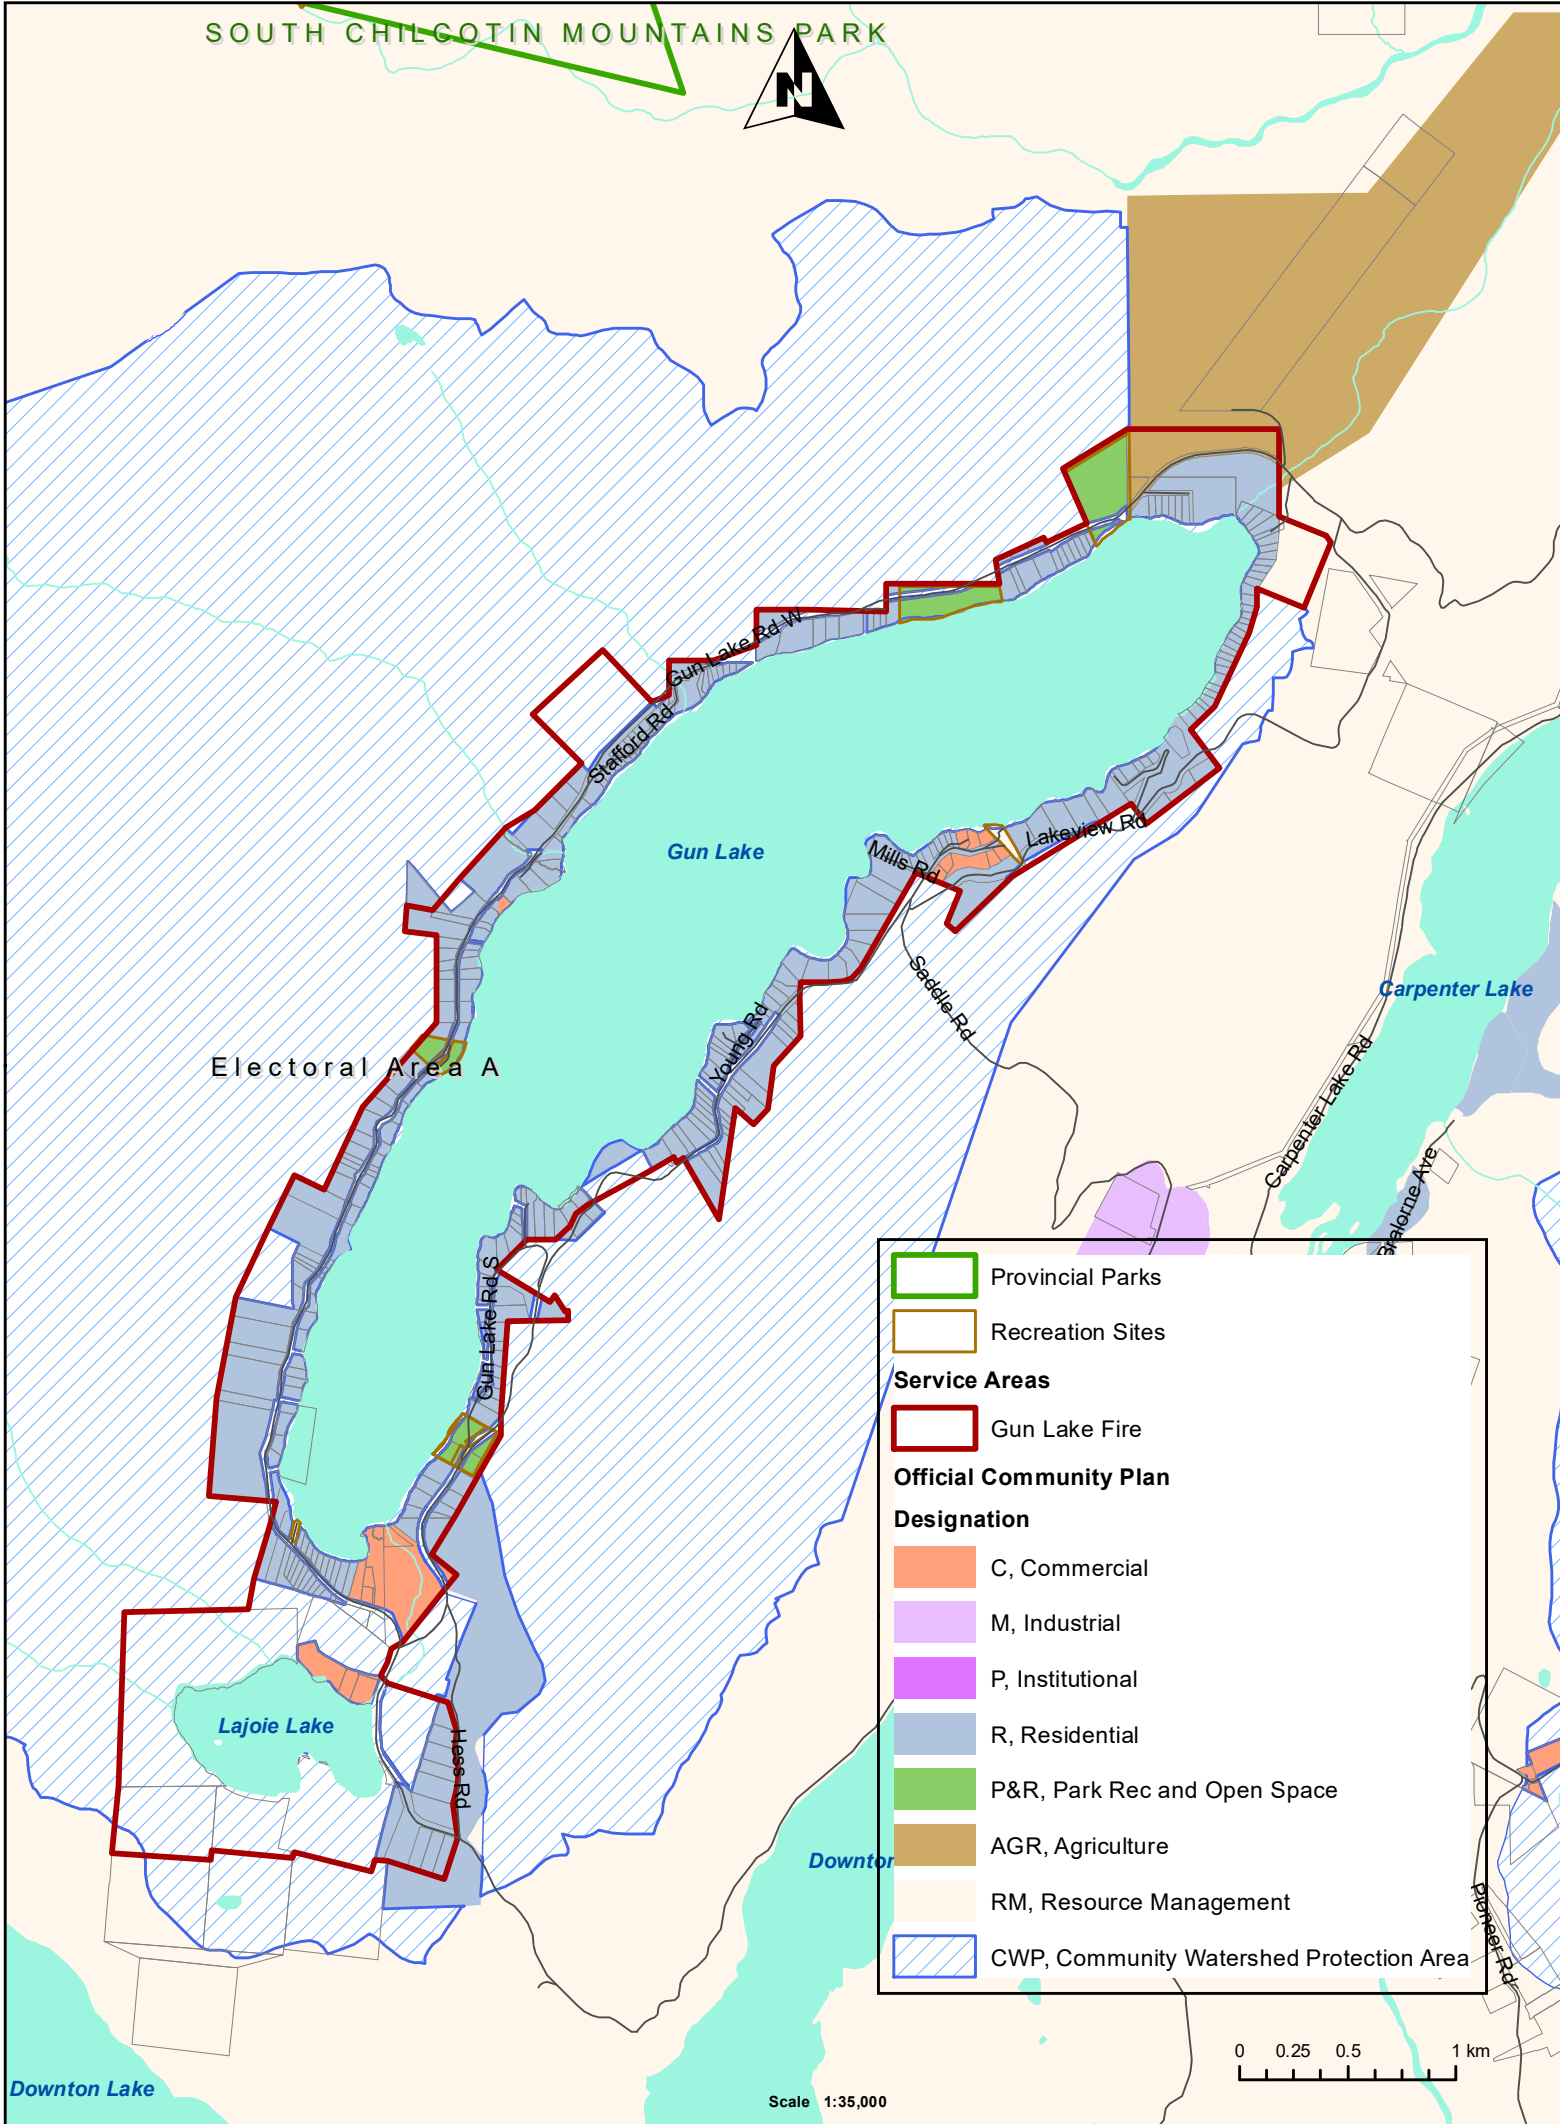 SOUTH CHILCOTIN MOUNTAINS PARK
N
Gun Lake Rd W
Stafford Rd
Gun Lake
Mills Rd
Lakeview Rd
Saddle Rd
Carpenter Lake
Young Rd
Electoral Area A
Carpenter Lake Rd
Bralorne Ave
Gun Lake Rd S
Provincial Parks
Recreation Sites
Service Areas
Gun Lake Fire
Official Community Plan
Designation
C, Commercial
M, Industrial
P, Institutional
R, Residential
P&R, Park Rec and Open Space
AGR, Agriculture
RM, Resource Management
CWP, Community Watershed Protection Area
Lajoie Lake
Hess Rd
Downton
Pioneer Rd
0 0.25 0.5 1 km
Downton Lake
Scale 1:35,000